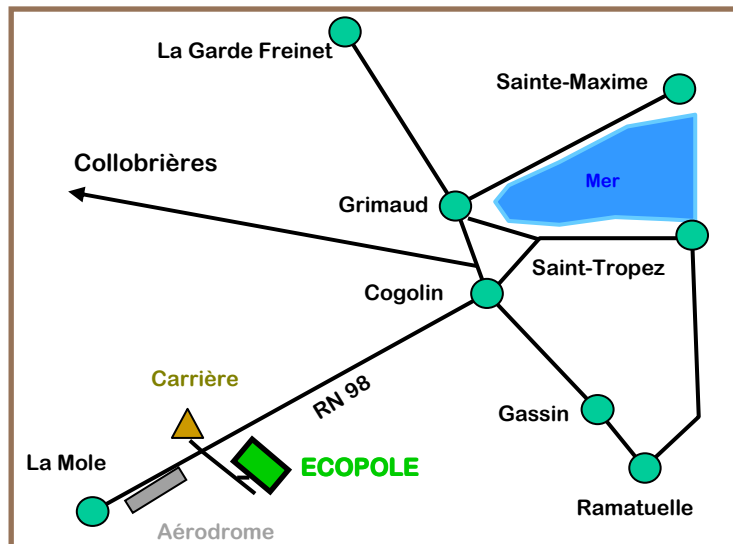 La Garde Freinet
Sainte-Maxime
Collobrières
Mer
Grimaud
Saint-Tropez
Cogolin
Carrière
RN 98
Gassin
La Mole
ECOPOLE
Ramatuelle
Aérodrome